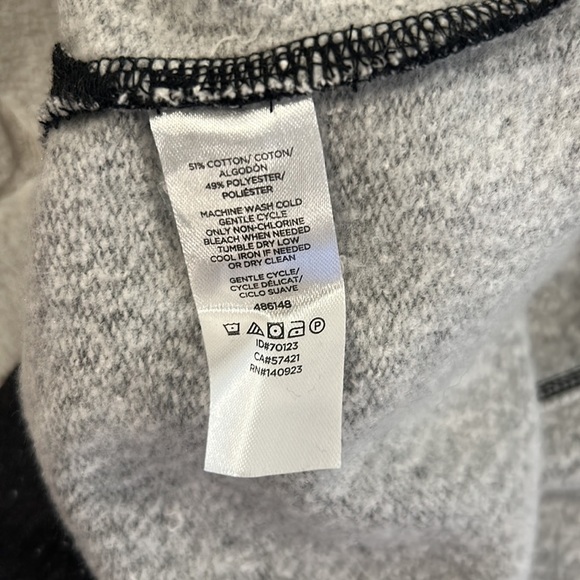 51% COTTON/ COTON/
ALGODÓN
49% POLYESTER/
POLIÉSTER
MACHINE WASH COLD
GENTLE CYCLE
ONLY NON-CHLORINE
BLEACH WHEN NEEDED
TUMBLE DRY LOW
COOL IRON IF NEEDED
OR DRY CLEAN
GENTLE CYCLE/
CYCLE DÉLICAT/
CICLO SUAVE
486148
P
ID#70123
CA#57421
RN#140923